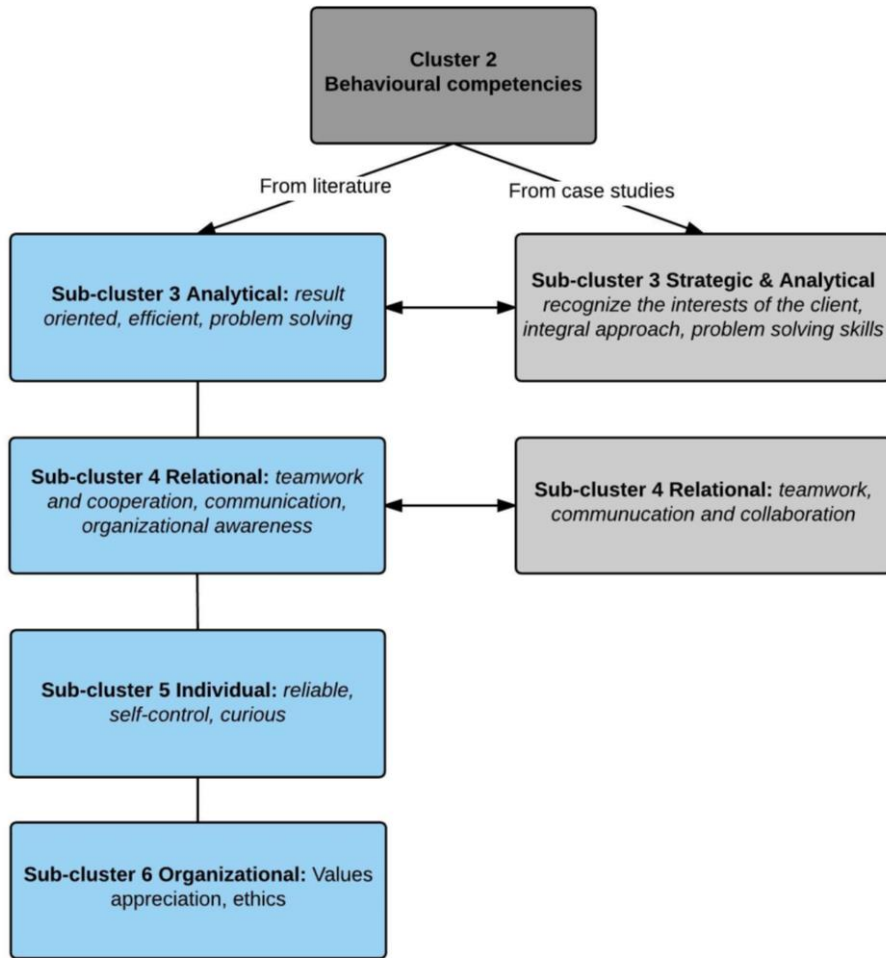 Cluster 2
Behavioural competencies
From literature
From case studies
Sub-cluster 3 Analytical: result
oriented, efficient, problem solving
Sub-cluster 3 Strategic & Analytical
recognize the interests of the client,
integral approach, problem solving skills
Sub-cluster 4 Relational: teamwork
and cooperation, communication,
organizational awareness
Sub-cluster 4 Relational: teamwork,
communucation and collaboration
Sub-cluster 5 Individual: reliable,
self-control, curious
Sub-cluster 6 Organizational: Values
appreciation, ethics